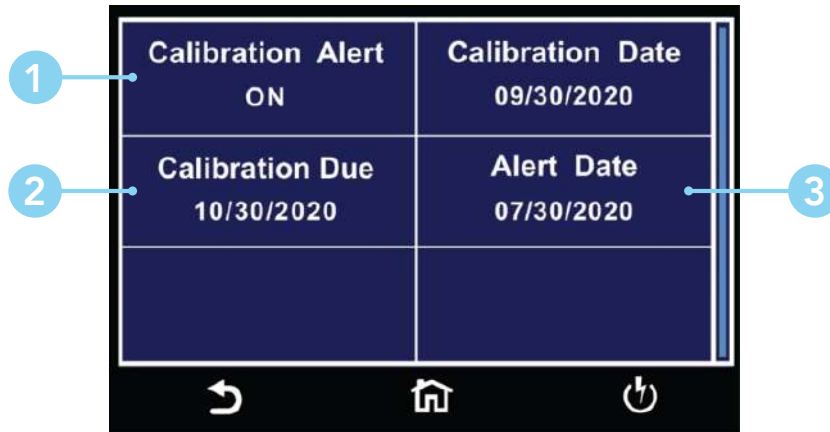 Calibration Alert
ON
Calibration Date
09/30/2020
1
Calibration Due
10/30/2020
2
Alert Date
07/30/2020
3